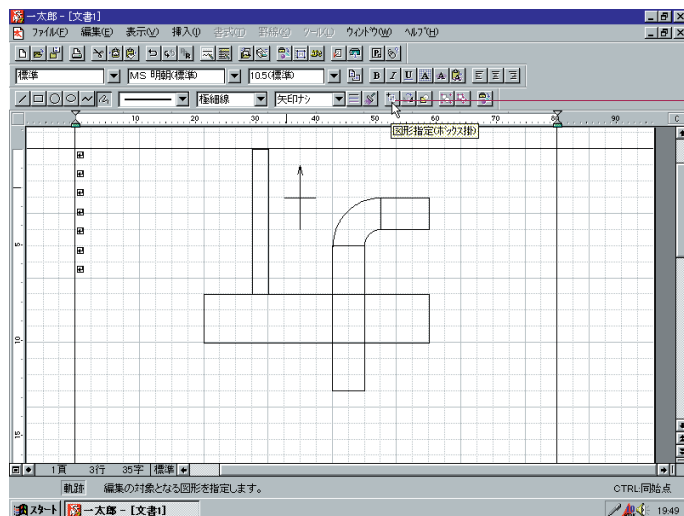 一太郎 - [文書1]
ファイル(F) 編集(E) 表示(V) 挿入(I) 書式(T) 罫線(K) ツール(L) ウィンドウ(W) ヘルプ(H)
標準 MS 明朝(標準) 10.5(標準) B I U A A
極細線 矢印ナシ
図形指定(ボックス掛)
10 20 30 40 50 60 80 90 C
5
10
15
1頁 3行 35字 標準
軌跡 編集の対象となる図形を指定します。 CTRL:同始点
スタート 一太郎 - [文書1] 19:49